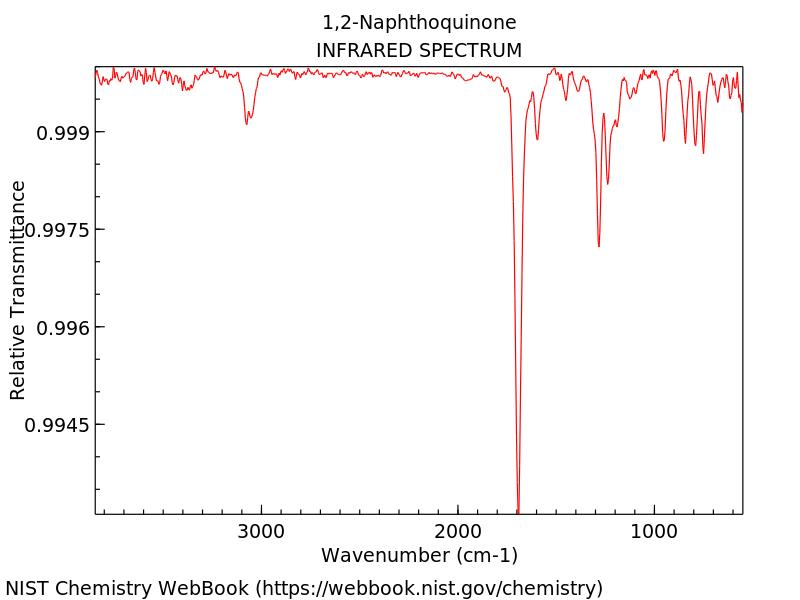 1,2-Naphthoquinone
INFRARED SPECTRUM
0.999
0.9975
0.996
0.9945
Relative Transmittance
3000 2000 1000
Wavenumber (cm-1)
NIST Chemistry WebBook (https://webbook.nist.gov/chemistry)